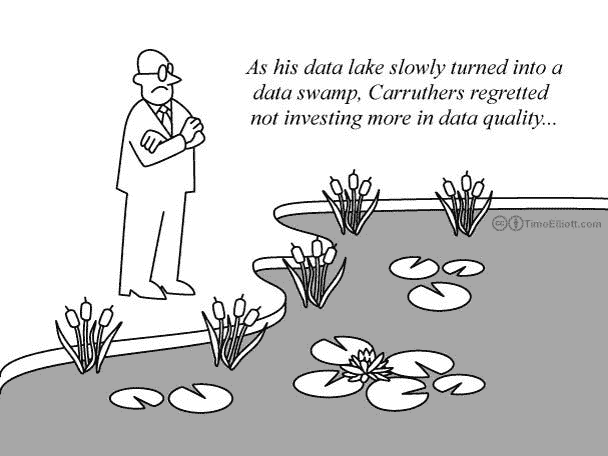 As his data lake slowly turned into a
data swamp, Carruthers regretted
not investing more in data quality...
cc TimoElliott.com